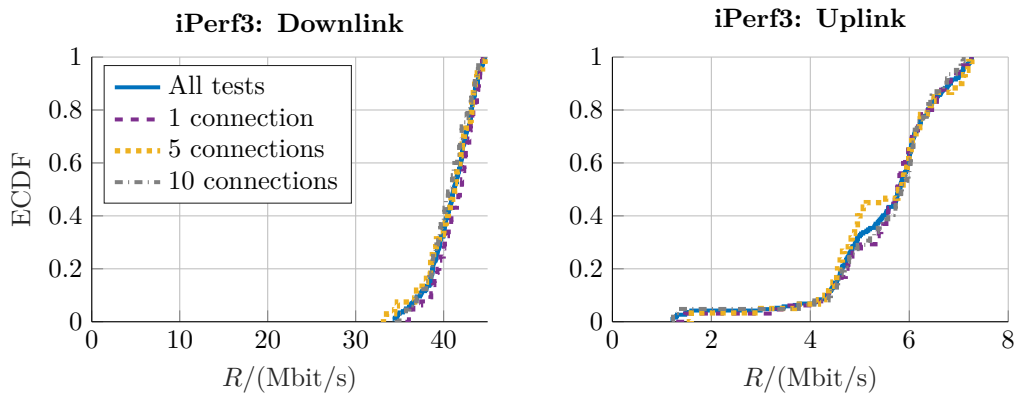 iPerf3: Downlink
1
0.8
0.6
0.4
0.2
0
ECDF
All tests
1 connection
5 connections
10 connections
0 10 20 30 40
R/(Mbit/s)
iPerf3: Uplink
1
0.8
0.6
0.4
0.2
0
0 2 4 6 8
R/(Mbit/s)